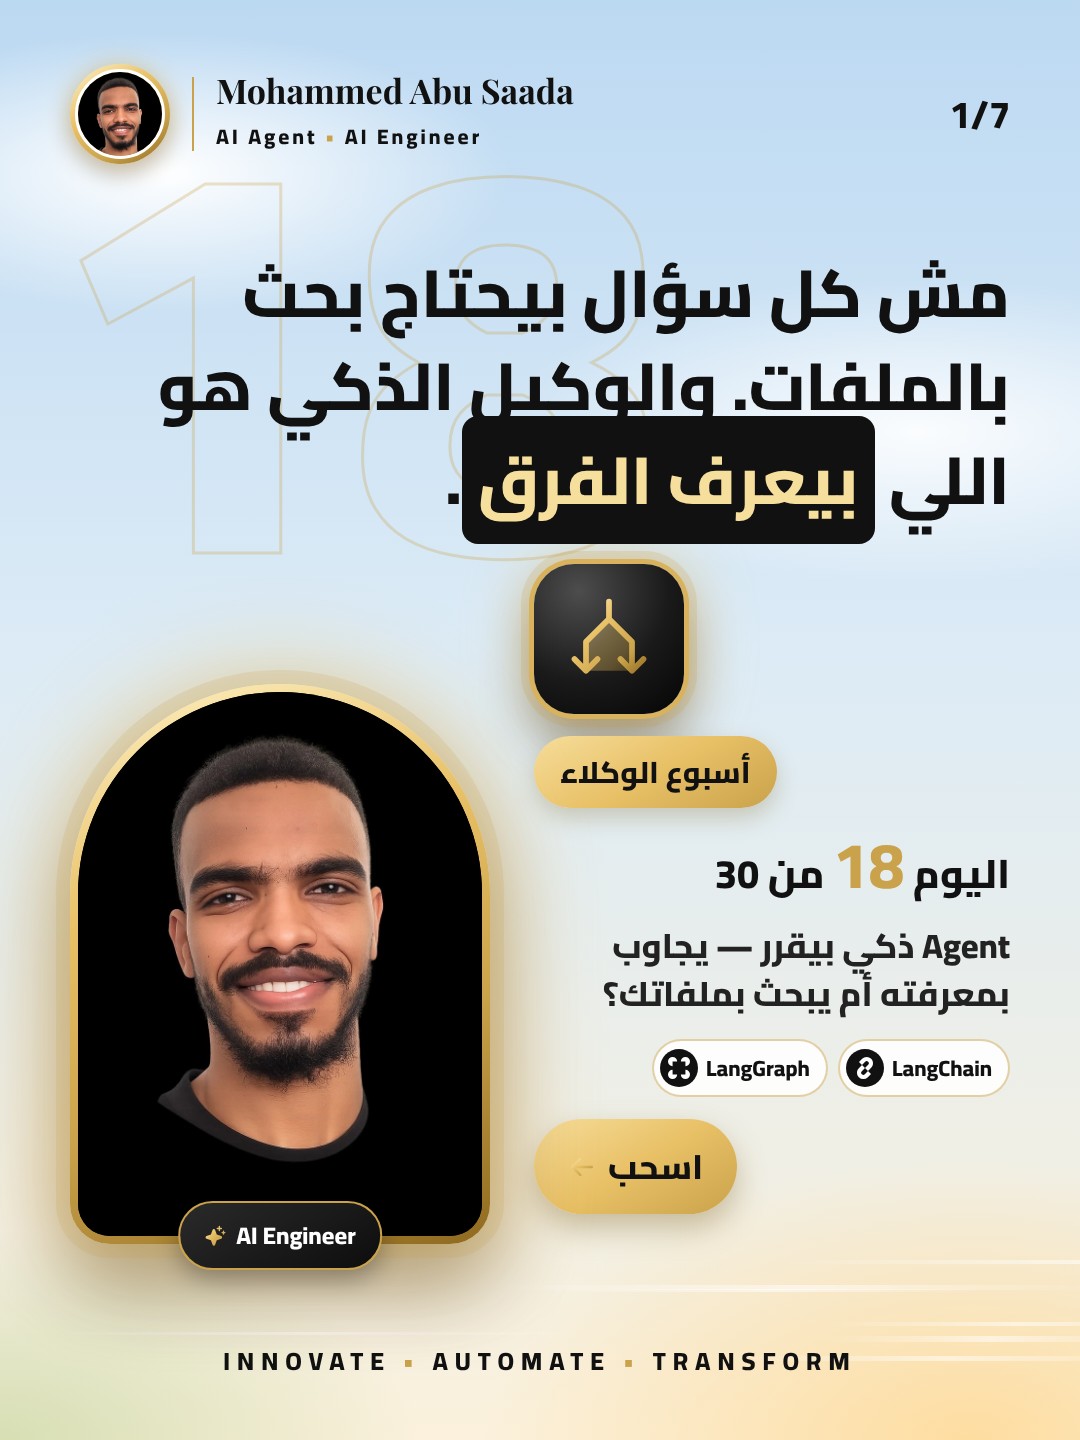 Mohammed Abu Saada
AI Agent ▪ AI Engineer
1/7
18
مش كل سؤال بيحتاج بحث
بالملفات. والوكيل الذكي هو
اللي بيعرف الفرق.
أسبوع الوكلاء
اليوم 18 من 30
Agent ذكي بيقرر — يجاوب
بمعرفته أم يبحث بملفاتك؟
LangChain
LangGraph
اسحب ←
AI Engineer
INNOVATE ▪ AUTOMATE ▪ TRANSFORM